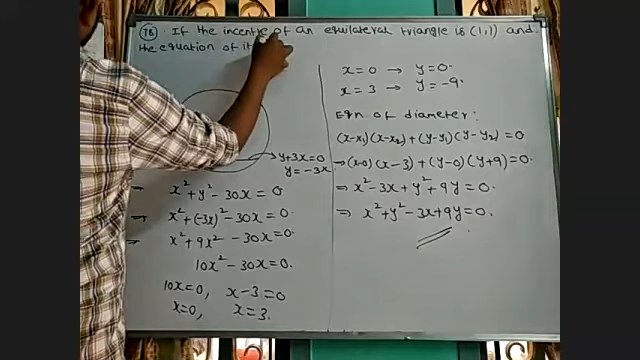 78. If the incentre of an equilateral triangle is (1,1) and
the equation of it
y+3x=0
y=-3x
⇒ x²+y²-30x=0
⇒ x²+(-3x)²-30x=0.
⇒ x²+9x²-30x=0.
10x²-30x=0.
10x=0, x-3=0
x=0, x=3.
x=0 → y=0.
x=3 → y=-9.
Eqn of diameter:
(x-x₁)(x-x₂)+(y-y₁)(y-y₂)=0
⇒(x-0)(x-3)+(y-0)(y+9)=0.
⇒ x²-3x+y²+9y=0.
⇒ x²+y²-3x+9y=0.